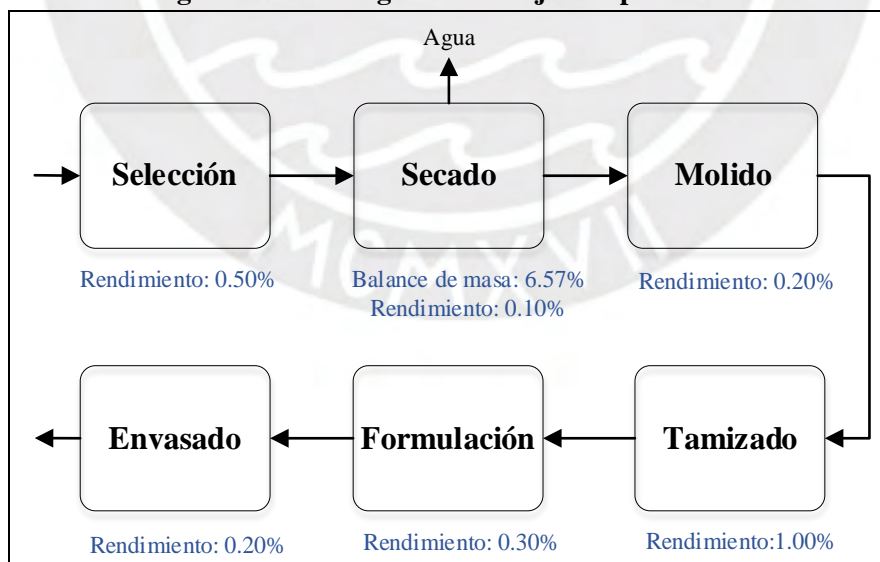 Agua
Selección
Secado
Molido
Rendimiento: 0.50%
Balance de masa: 6.57%
Rendimiento: 0.10%
Rendimiento: 0.20%
MCMXVII
Envasado
Formulación
Tamizado
Rendimiento: 0.20%
Rendimiento: 0.30%
Rendimiento:1.00%